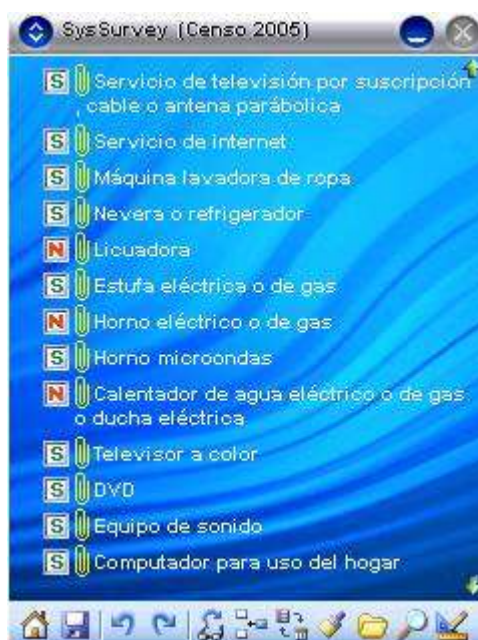 SysSurvey (Censo 2005)
S Servicio de televisión por suscripción
, cable o antena parábolica
S Servicio de internet
S Máquina lavadora de ropa
S Nevera o refrigerador
N Licuadora
S Estufa eléctrica o de gas
N Horno eléctrico o de gas
S Horno microondas
N Calentador de agua eléctrico o de gas
o ducha eléctrica
S Televisor a color
S DVD
S Equipo de sonido
S Computador para uso del hogar